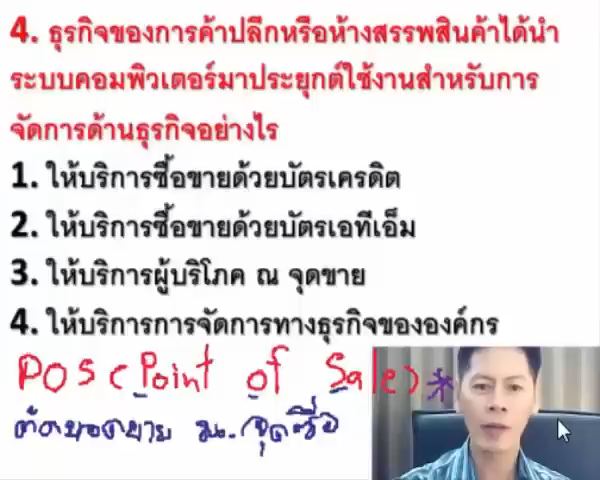 4. ธุรกิจของการค้าปลีกหรือห้างสรรพสินค้าได้นำ
ระบบคอมพิวเตอร์มาประยุกต์ใช้งานสำหรับการ
จัดการด้านธุรกิจอย่างไร
1. ให้บริการซื้อขายด้วยบัตรเครดิต
2. ให้บริการซื้อขายด้วยบัตรเอทีเอ็ม
3. ให้บริการผู้บริโภค ณ จุดขาย
4. ให้บริการการจัดการทางธุรกิจขององค์กร
POS (Point of Sale) *
ตัดยอดขาย ณ. จุดซื้อ